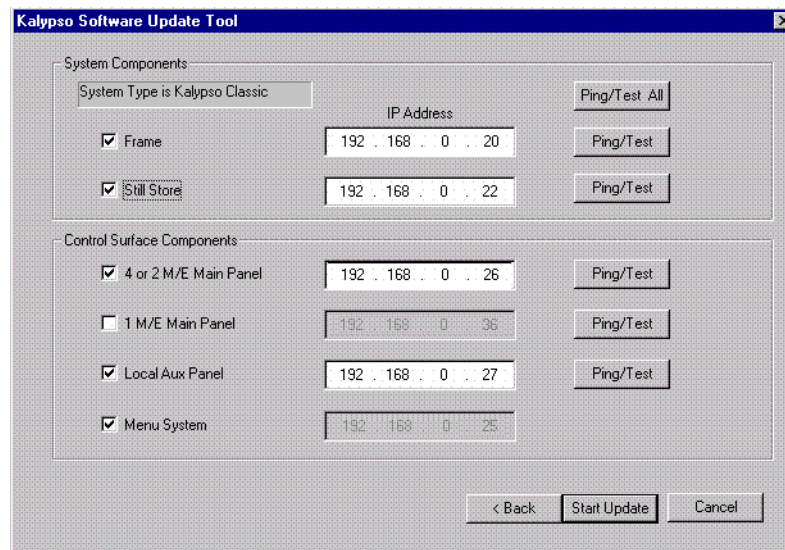 Kalypso Software Update Tool
System Components
System Type is Kalypso Classic
Ping/Test All
IP Address
Frame 192 . 168 . 0 . 20 Ping/Test
Still Store 192 . 168 . 0 . 22 Ping/Test
Control Surface Components
4 or 2 M/E Main Panel 192 . 168 . 0 . 26 Ping/Test
1 M/E Main Panel 192 . 168 . 0 . 36 Ping/Test
Local Aux Panel 192 . 168 . 0 . 27 Ping/Test
Menu System 192 . 168 . 0 . 25
< Back Start Update Cancel